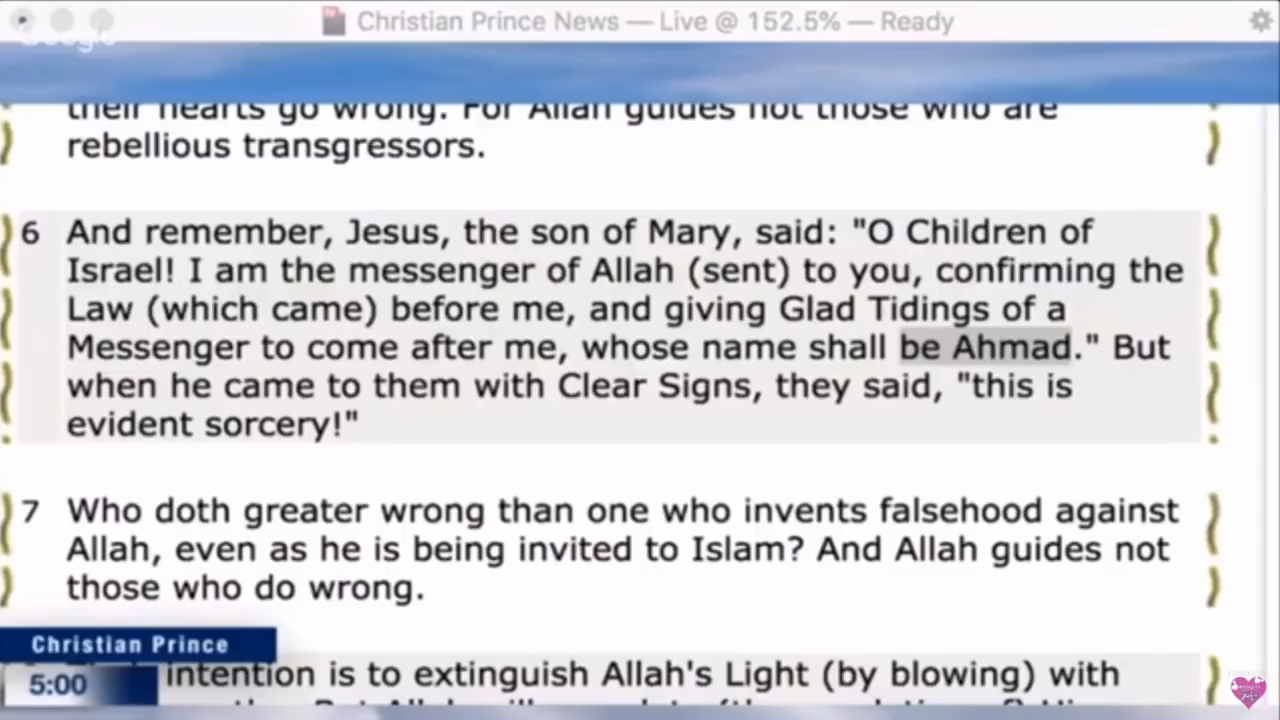 Christian Prince News — Live @ 152.5% — Ready
Google
their hearts go wrong. For Allah guides not those who are
rebellious transgressors.
6 And remember, Jesus, the son of Mary, said: "O Children of
Israel! I am the messenger of Allah (sent) to you, confirming the
Law (which came) before me, and giving Glad Tidings of a
Messenger to come after me, whose name shall be Ahmad." But
when he came to them with Clear Signs, they said, "this is
evident sorcery!"
7 Who doth greater wrong than one who invents falsehood against
Allah, even as he is being invited to Islam? And Allah guides not
those who do wrong.
Christian Prince
intention is to extinguish Allah's Light (by blowing) with
5:00